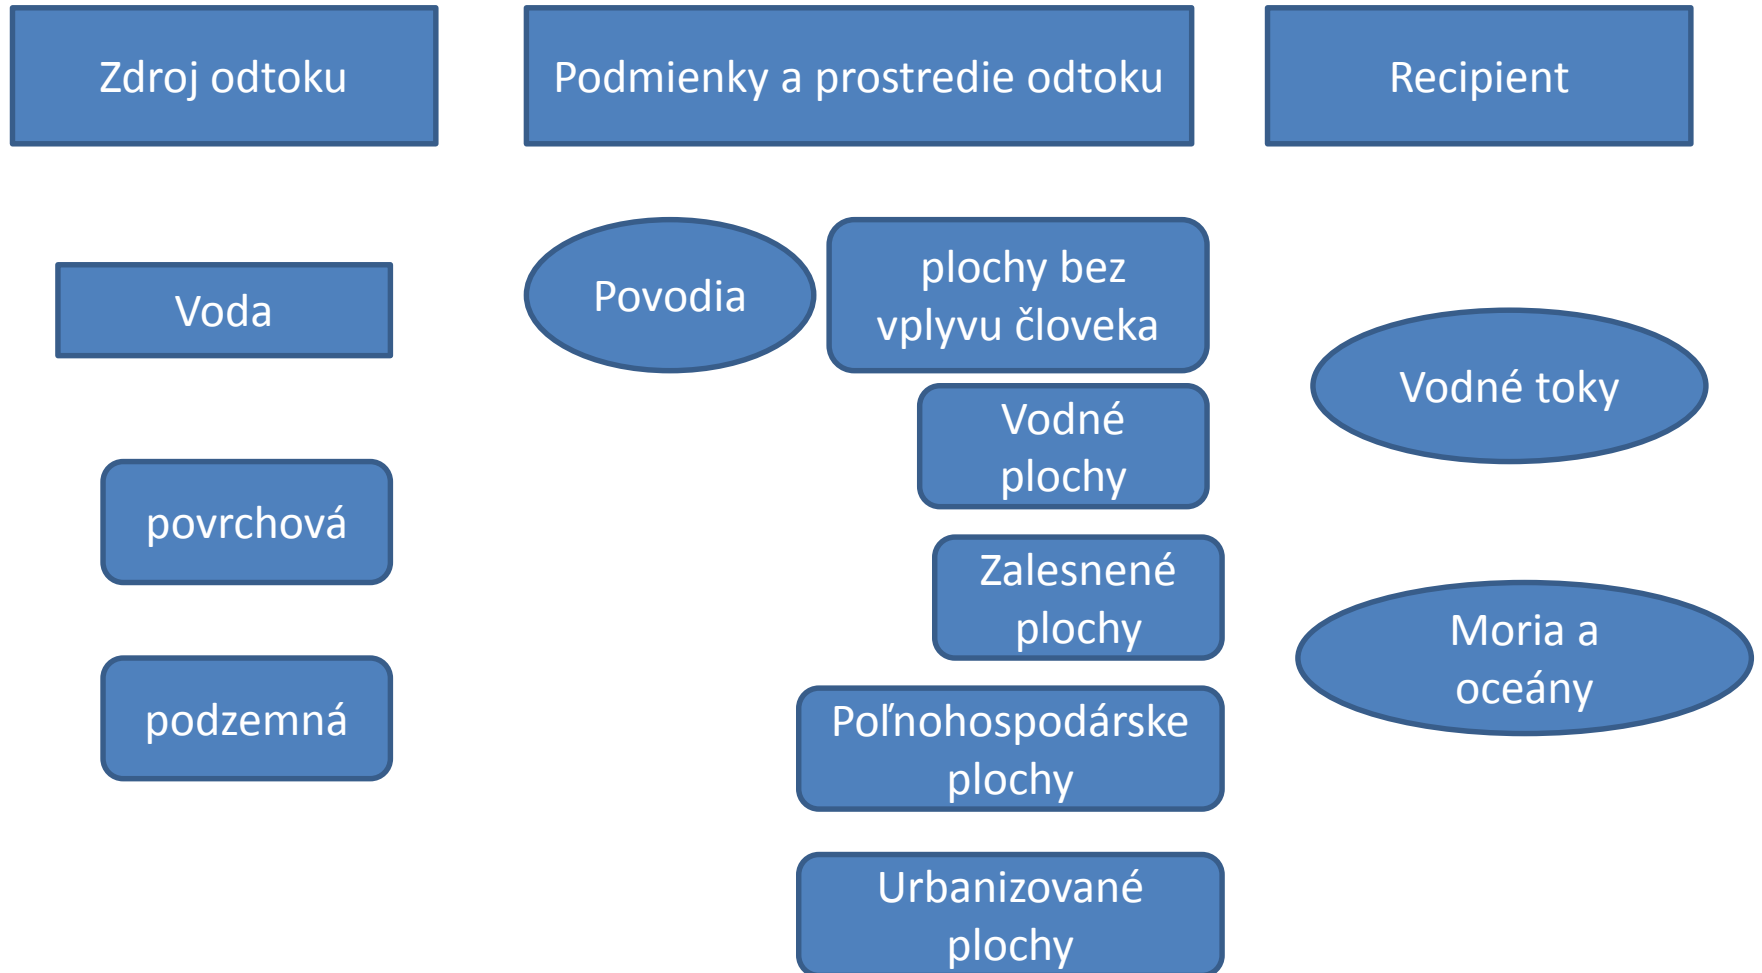 Zdroj odtoku
Podmienky a prostredie odtoku
Recipient
Voda
povrchová
podzemná
Povodia
plochy bez
vplyvu človeka
Vodné
plochy
Zalesnené
plochy
Poľnohospodárske
plochy
Urbanizované
plochy
Vodné toky
Moria a
oceány